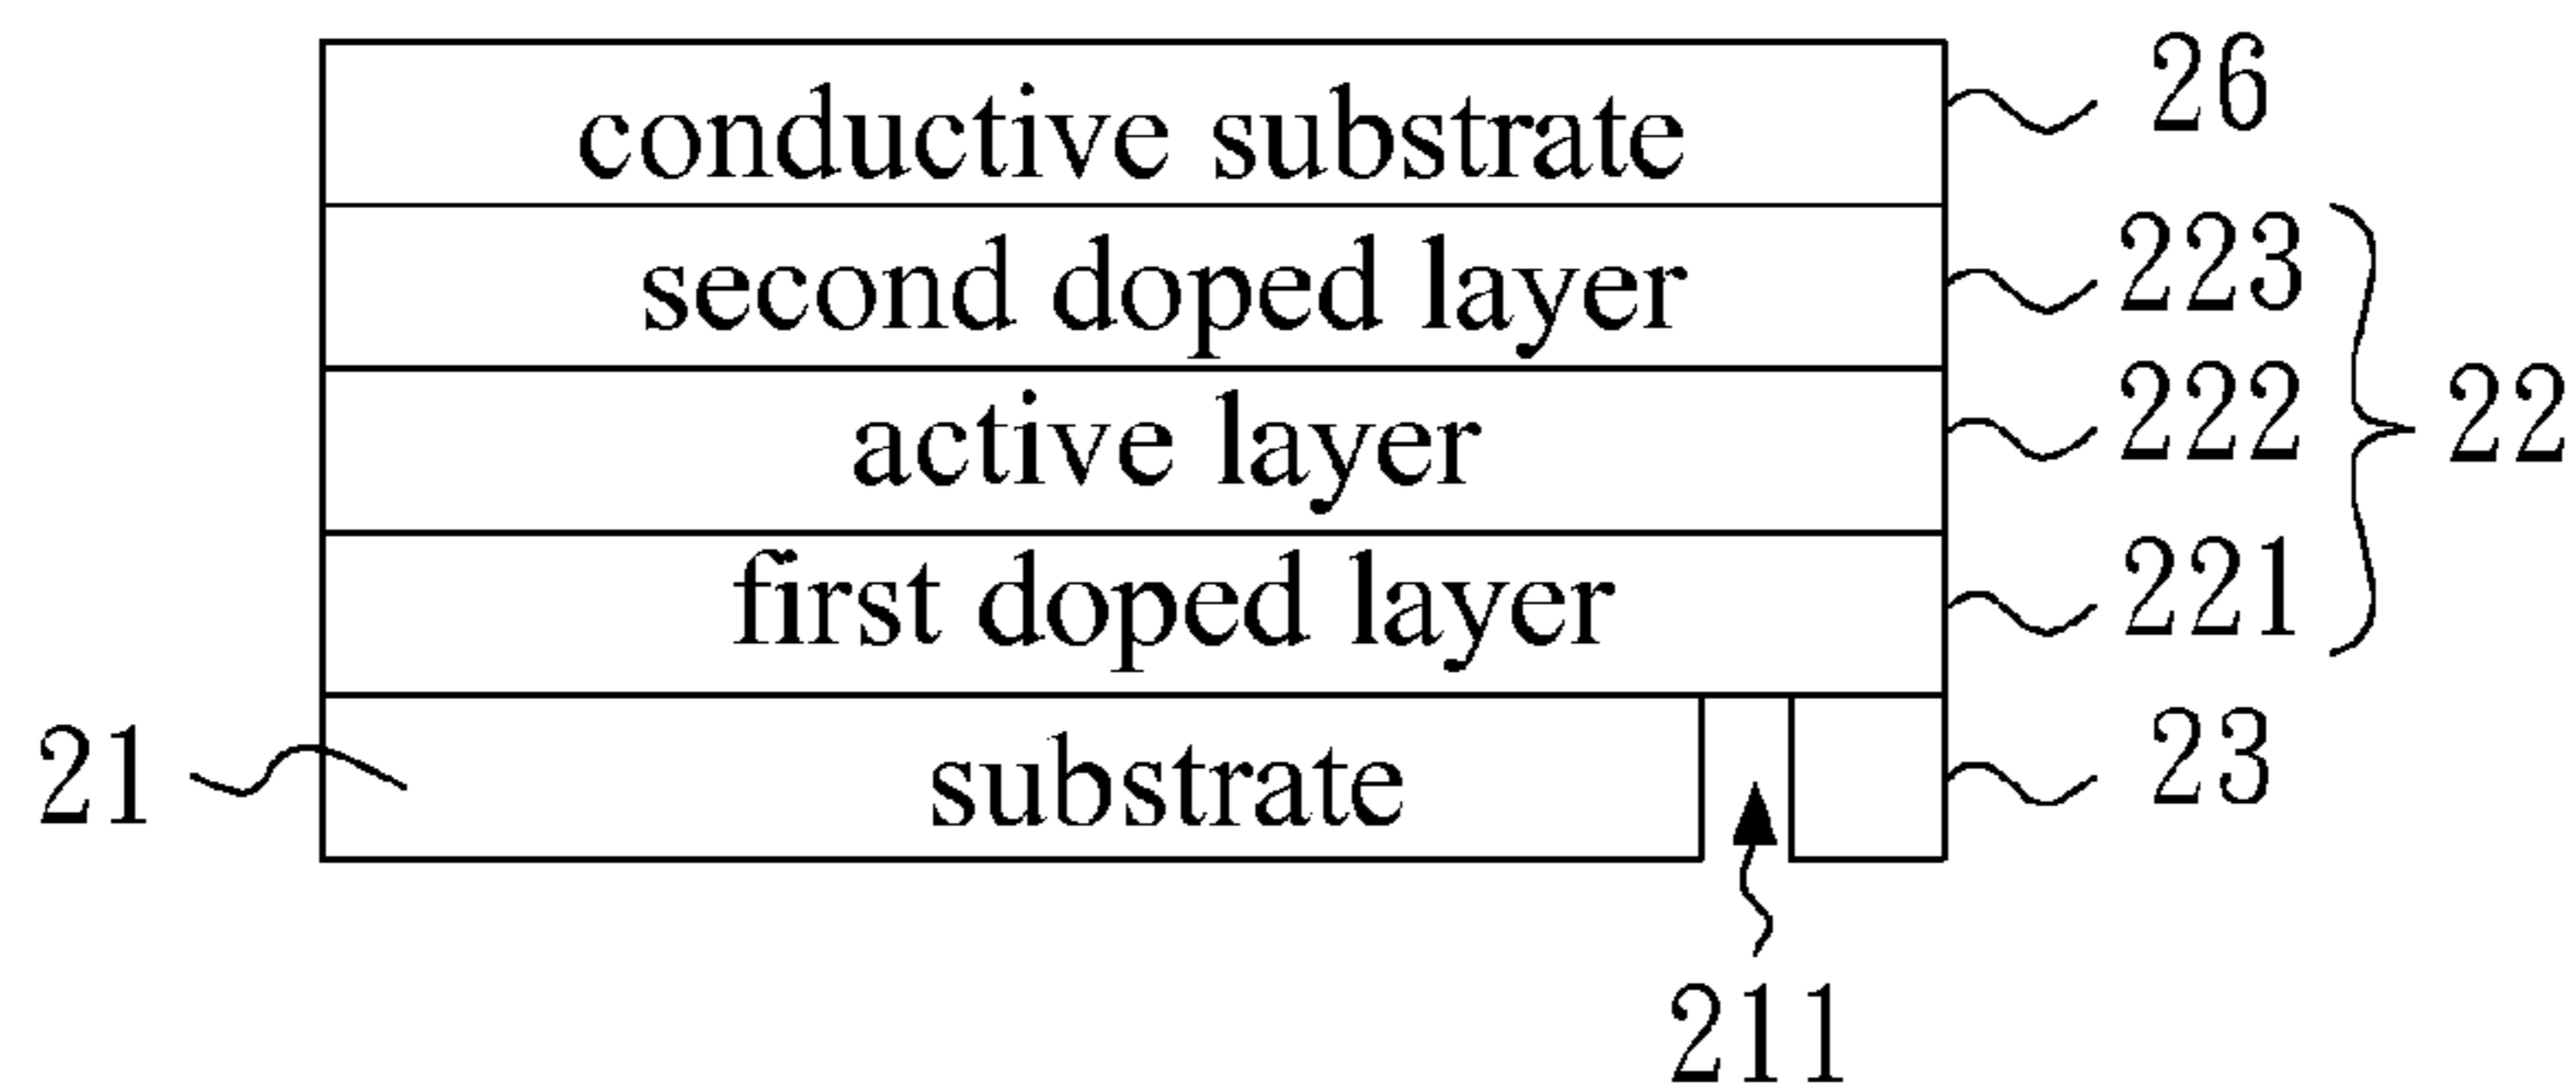 conductive substrate 26
second doped layer 223
active layer 222 22
first doped layer 221
21 substrate 23
211